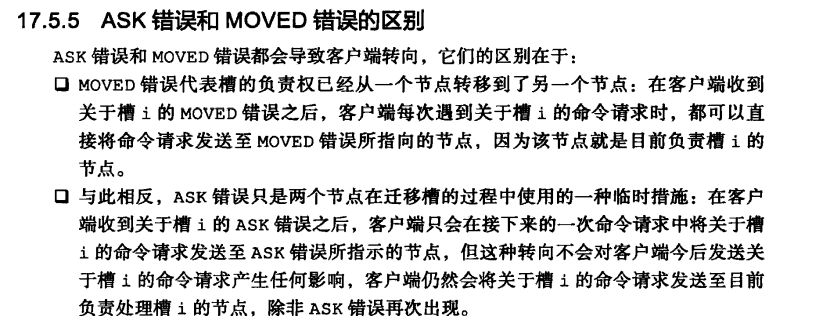 17.5.5 ASK 错误和 MOVED 错误的区别
ASK 错误和 MOVED 错误都会导致客户端转向，它们的区别在于：
❑ MOVED 错误代表槽的负责权已经从一个节点转移到了另一个节点：在客户端收到
关于槽 i 的 MOVED 错误之后，客户端每次遇到关于槽 i 的命令请求时，都可以直
接将命令请求发送至 MOVED 错误所指向的节点，因为该节点就是目前负责槽 i 的
节点。
❑ 与此相反，ASK 错误只是两个节点在迁移槽的过程中使用的一种临时措施：在客户
端收到关于槽 i 的 ASK 错误之后，客户端只会在接下来的一次命令请求中将关于槽
i 的命令请求发送至 ASK 错误所指示的节点，但这种转向不会对客户端今后发送关
于槽 i 的命令请求产生任何影响，客户端仍然会将关于槽 i 的命令请求发送至目前
负责处理槽 i 的节点，除非 ASK 错误再次出现。